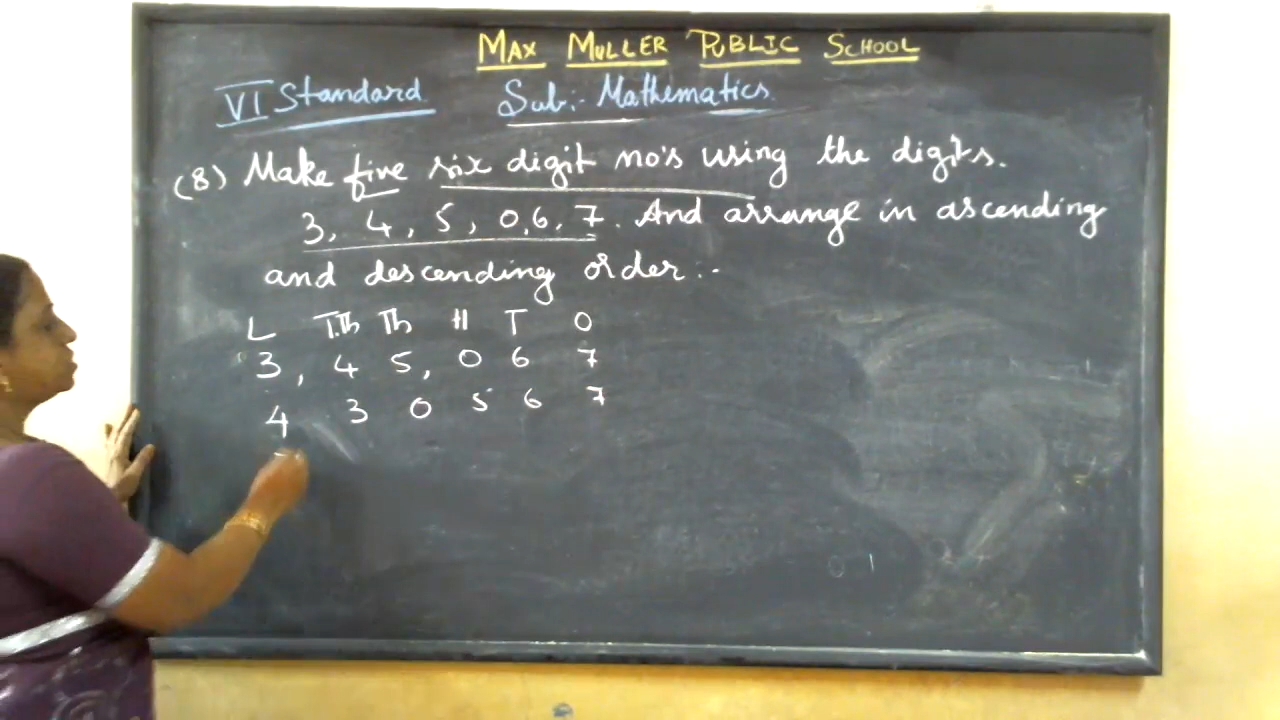 MAX MULLER PUBLIC SCHOOL
VI Standard Sub:- Mathematics
(8) Make five six digit no's using the digits.
3, 4, 5, 0, 6, 7. And arrange in ascending
and descending order :-
L T.Th Th H T O
3, 4 5, 0 6 7
4 3 0 5 6 7